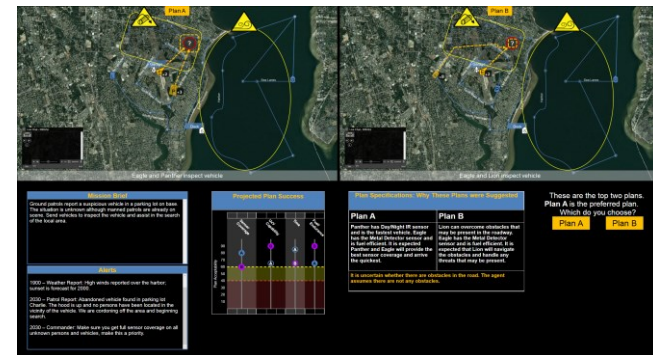 Plan A
Plan B
Eagle and Panther inspect vehicle
Eagle and Lion inspect vehicle
Mission Brief
Ground patrols report a suspicious vehicle in a parking lot on base.
The situation is unknown although manned patrols are already on
scene. Send vehicles to inspect the vehicle and assist in the search
of the local area.
Alerts
1900 – Weather Report: High winds reported over the harbor;
sunset is forecast for 2000.
2030 – Patrol Report: Abandoned vehicle found in parking lot
Charlie. The hood is up and no persons have been located in the
vicinity of the vehicle. We are cordoning off the area and beginning
search.
2030 – Commander: Make sure you get full sensor coverage on all
unknown persons and vehicles, make this a priority.
Projected Plan Success
Plan Specifications: Why These Plans were Suggested
Plan A
Panther has Day/Night IR sensor
and is the fastest vehicle. Eagle
has the Metal Detector sensor and
is fuel efficient. It is expected
Panther and Eagle will provide the
best sensor coverage and arrive
the quickest.
Plan B
Lion can overcome obstacles that
may be present in the roadway.
Eagle has the Metal Detector
sensor and is fuel efficient. It is
expected that Lion will navigate
the obstacles and handle any
threats that may be present.
It is uncertain whether there are obstacles in the road. The agent
assumes there are not any obstacles.
These are the top two plans.
Plan A is the preferred plan.
Which do you choose?
Plan A
Plan B